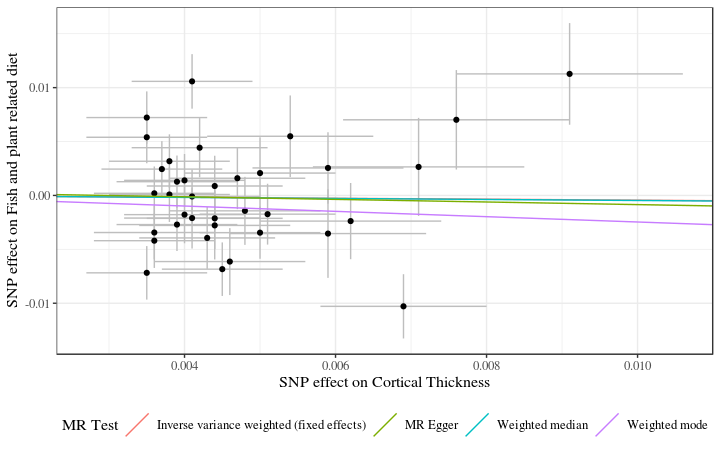 SNP effect on Fish and plant related diet
0.01
0.00
-0.01
0.004
0.006
0.008
0.010
SNP effect on Cortical Thickness
MR Test
Inverse variance weighted (fixed effects)
MR Egger
Weighted median
Weighted mode